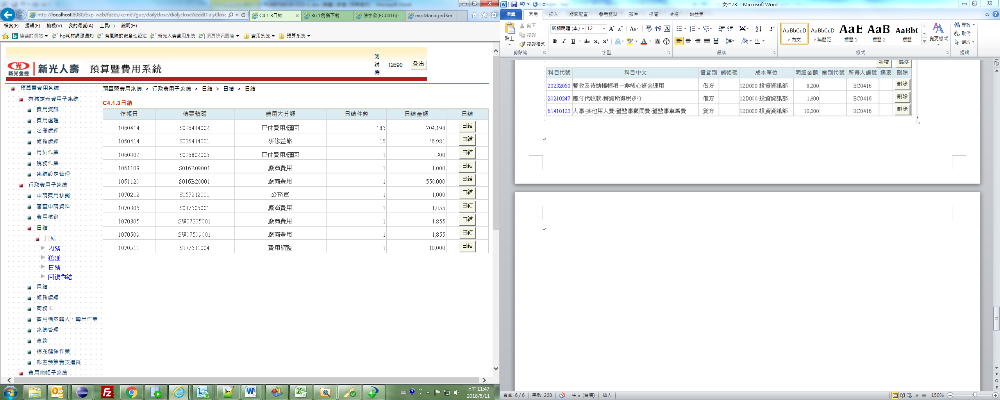 http://localhost:8080/exp_web/faces/kernel/gae/dailyclose/dialyclose/readDialyClose
C4.1.3日結
B6.1稅檔下載
涂宇欣(EC0416)-...
expManagedSer...
檔案(F) 編輯(E) 檢視(V) 我的最愛(A) 工具(T) 說明(H)
建議的網站 hp耗材調漲通知 有風險的安全性設定 新光人壽費用系統 網頁快訊圖庫 費用系統 預算系統
新光金控 新光人壽 預算暨費用系統
測試機 12690 登出
預算暨費用系統
有核定表費用子系統
費用資訊
費用處理
名冊處理
帳務處理
月結作業
稅務作業
系統設定管理
行政費用子系統
申請費用核銷
審查申請資料
費用核銷
日結
日結
內結
送匯
日結
回復內結
月結
帳務處理
商務卡
費用檔案轉入、轉出作業
系統管理
查詢
補充健保作業
部室預算實支追蹤
費用總帳子系統
預算暨費用系統 > 行政費用子系統 > 日結 > 日結 > 日結
C4.1.3日結
作帳日 傳票號碼 費用大分類 日結件數 日結金額 日結
1060414 S026414002 已付費用/匯回 183 704,198 日結
1060414 S036414001 研修差旅 16 46,981 日結
1060802 S026802005 已付費用/匯回 1 300 日結
1061109 S016B09001 廠商費用 1 1,000 日結
1061120 S016B20001 廠商費用 1 550,000 日結
1070212 S057212001 公務車 1 1,000 日結
1070305 S017305001 廠商費用 1 1,855 日結
1070305 SW07305001 廠商費用 1 1,855 日結
1070509 SW07509001 廠商費用 1 1,855 日結
1070511 S177511004 費用調整 1 10,000 日結
上午 11:47
2018/5/11
文件73 - Microsoft Word
檔案 常用 插入 版面配置 參考資料 郵件 校閱 檢視 增益集
貼上 剪下 複製 複製格式
剪貼簿
新細明體 (本文 12
字型
段落
AaBbCcD 內文
AaBbCcD 無間距
AaB 標題 1
AaB 標題 2
AaBb 標題
變更樣式
樣式
尋找
取代
選取
編輯
新增 儲存
科目代號 科目中文 借貸別 銷帳碼 成本單位 明細金額 業別代號 所得人證號 摘要 刪除
20232050 暫收及待結轉帳項－非核心資金運用 借方 12D000 投資資訊部 8,200 EC0416 刪除
20210247 應付代收款-薪資所得稅(外) 借方 12D000 投資資訊部 1,800 EC0416 刪除
61410123 人事-其他用人費-董監事顧問費-董監事車馬費 貸方 12D000 投資資訊部 10,000 EC0416 刪除
頁面: 6 / 6 字數: 268 中文 (台灣) 插入 150%